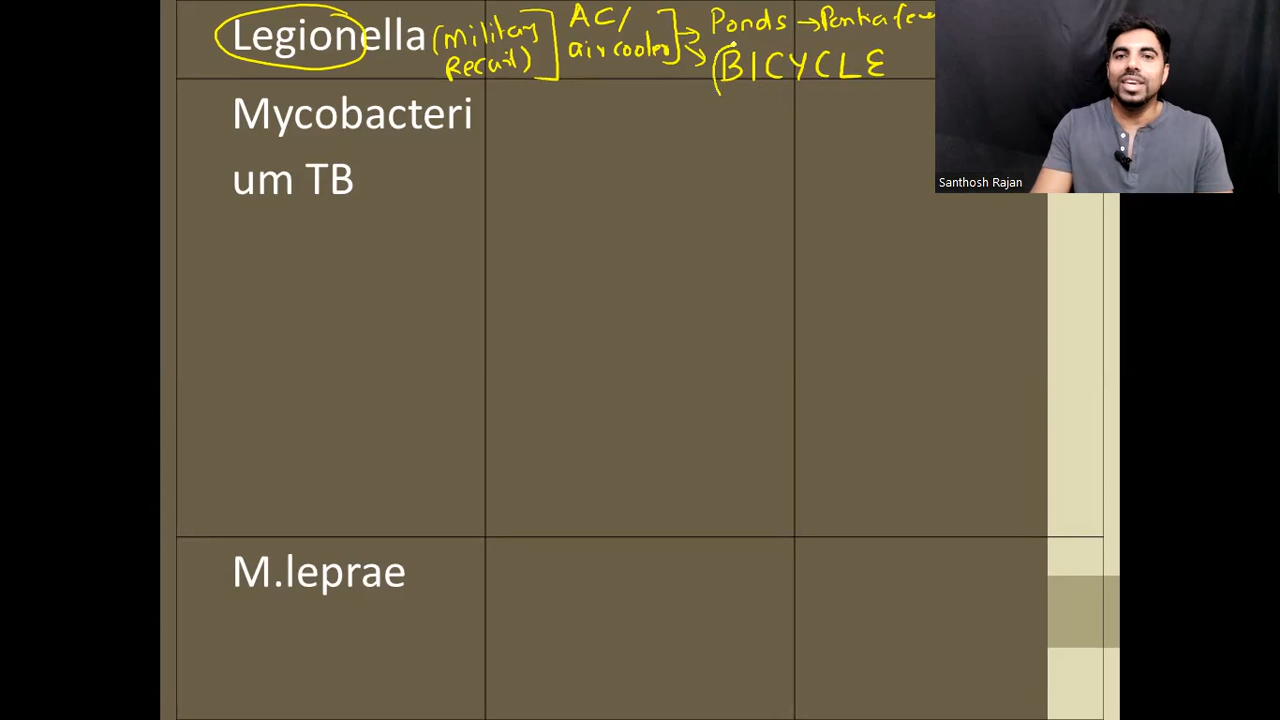 Legionella (Military Recruit) AC/ air cooler → Ponds → Pontiac fever
(BICYCLE
Mycobacteri
um TB
M.leprae
Santhosh Rajan